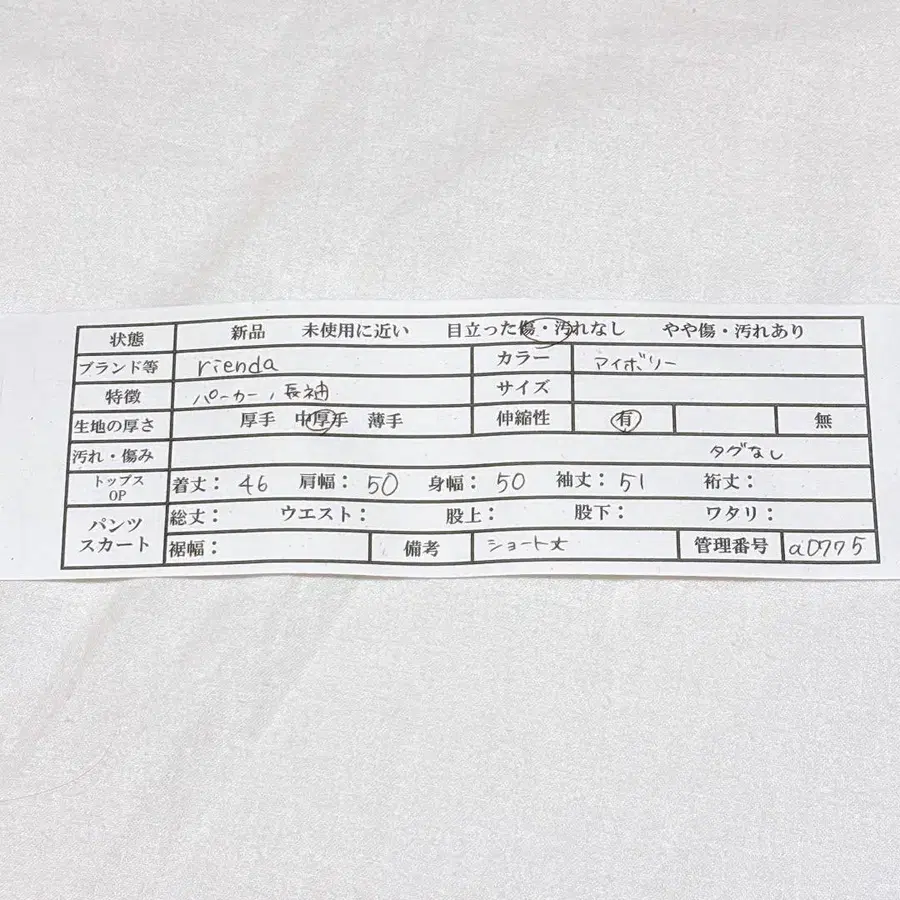 状態 新品 未使用に近い 目立った傷・汚れなし やや傷・汚れあり
ブランド等 rienda カラー アイボリー
特徴 パーカー、長袖 サイズ
生地の厚さ 厚手 中厚手 薄手 伸縮性 有 無
汚れ・傷み タグなし
トップス OP 着丈: 46 肩幅: 50 身幅: 50 袖丈: 51 裄丈:
パンツ スカート 総丈: ウエスト: 股上: 股下: ワタリ:
裾幅: 備考 ショート丈 管理番号 a0775